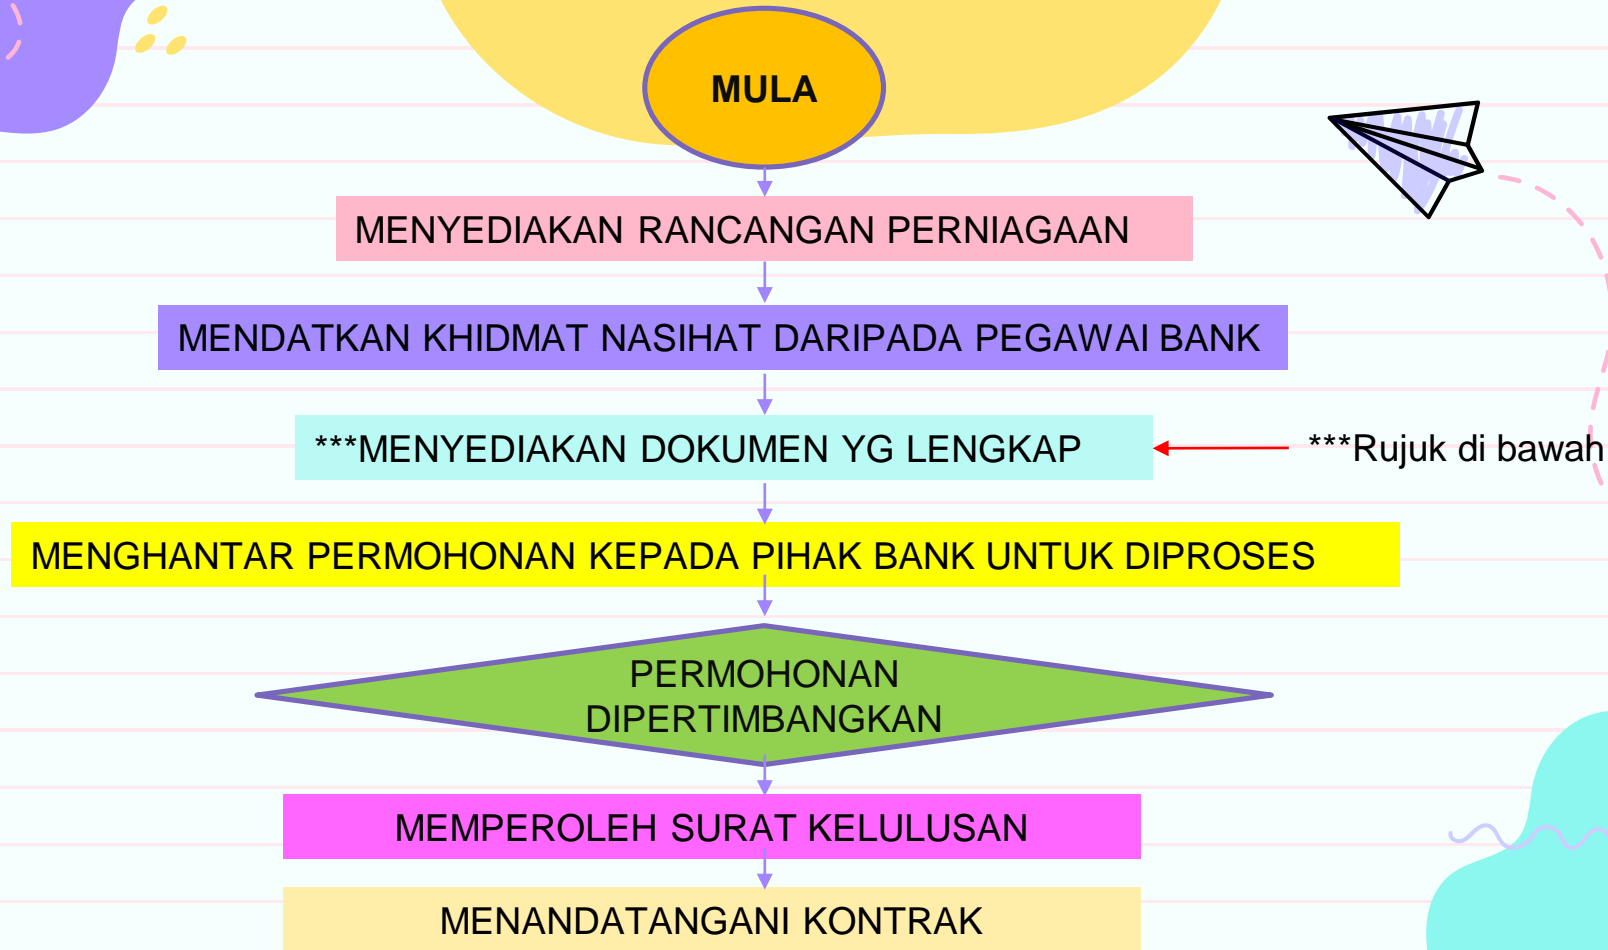 MULA
MENYEDIAKAN RANCANGAN PERNIAGAAN
MENDATKAN KHIDMAT NASIHAT DARIPADA PEGAWAI BANK
***MENYEDIAKAN DOKUMEN YG LENGKAP
***Rujuk di bawah
MENGHANTAR PERMOHONAN KEPADA PIHAK BANK UNTUK DIPROSES
PERMOHONAN
DIPERTIMBANGKAN
MEMPEROLEH SURAT KELULUSAN
MENANDATANGANI KONTRAK